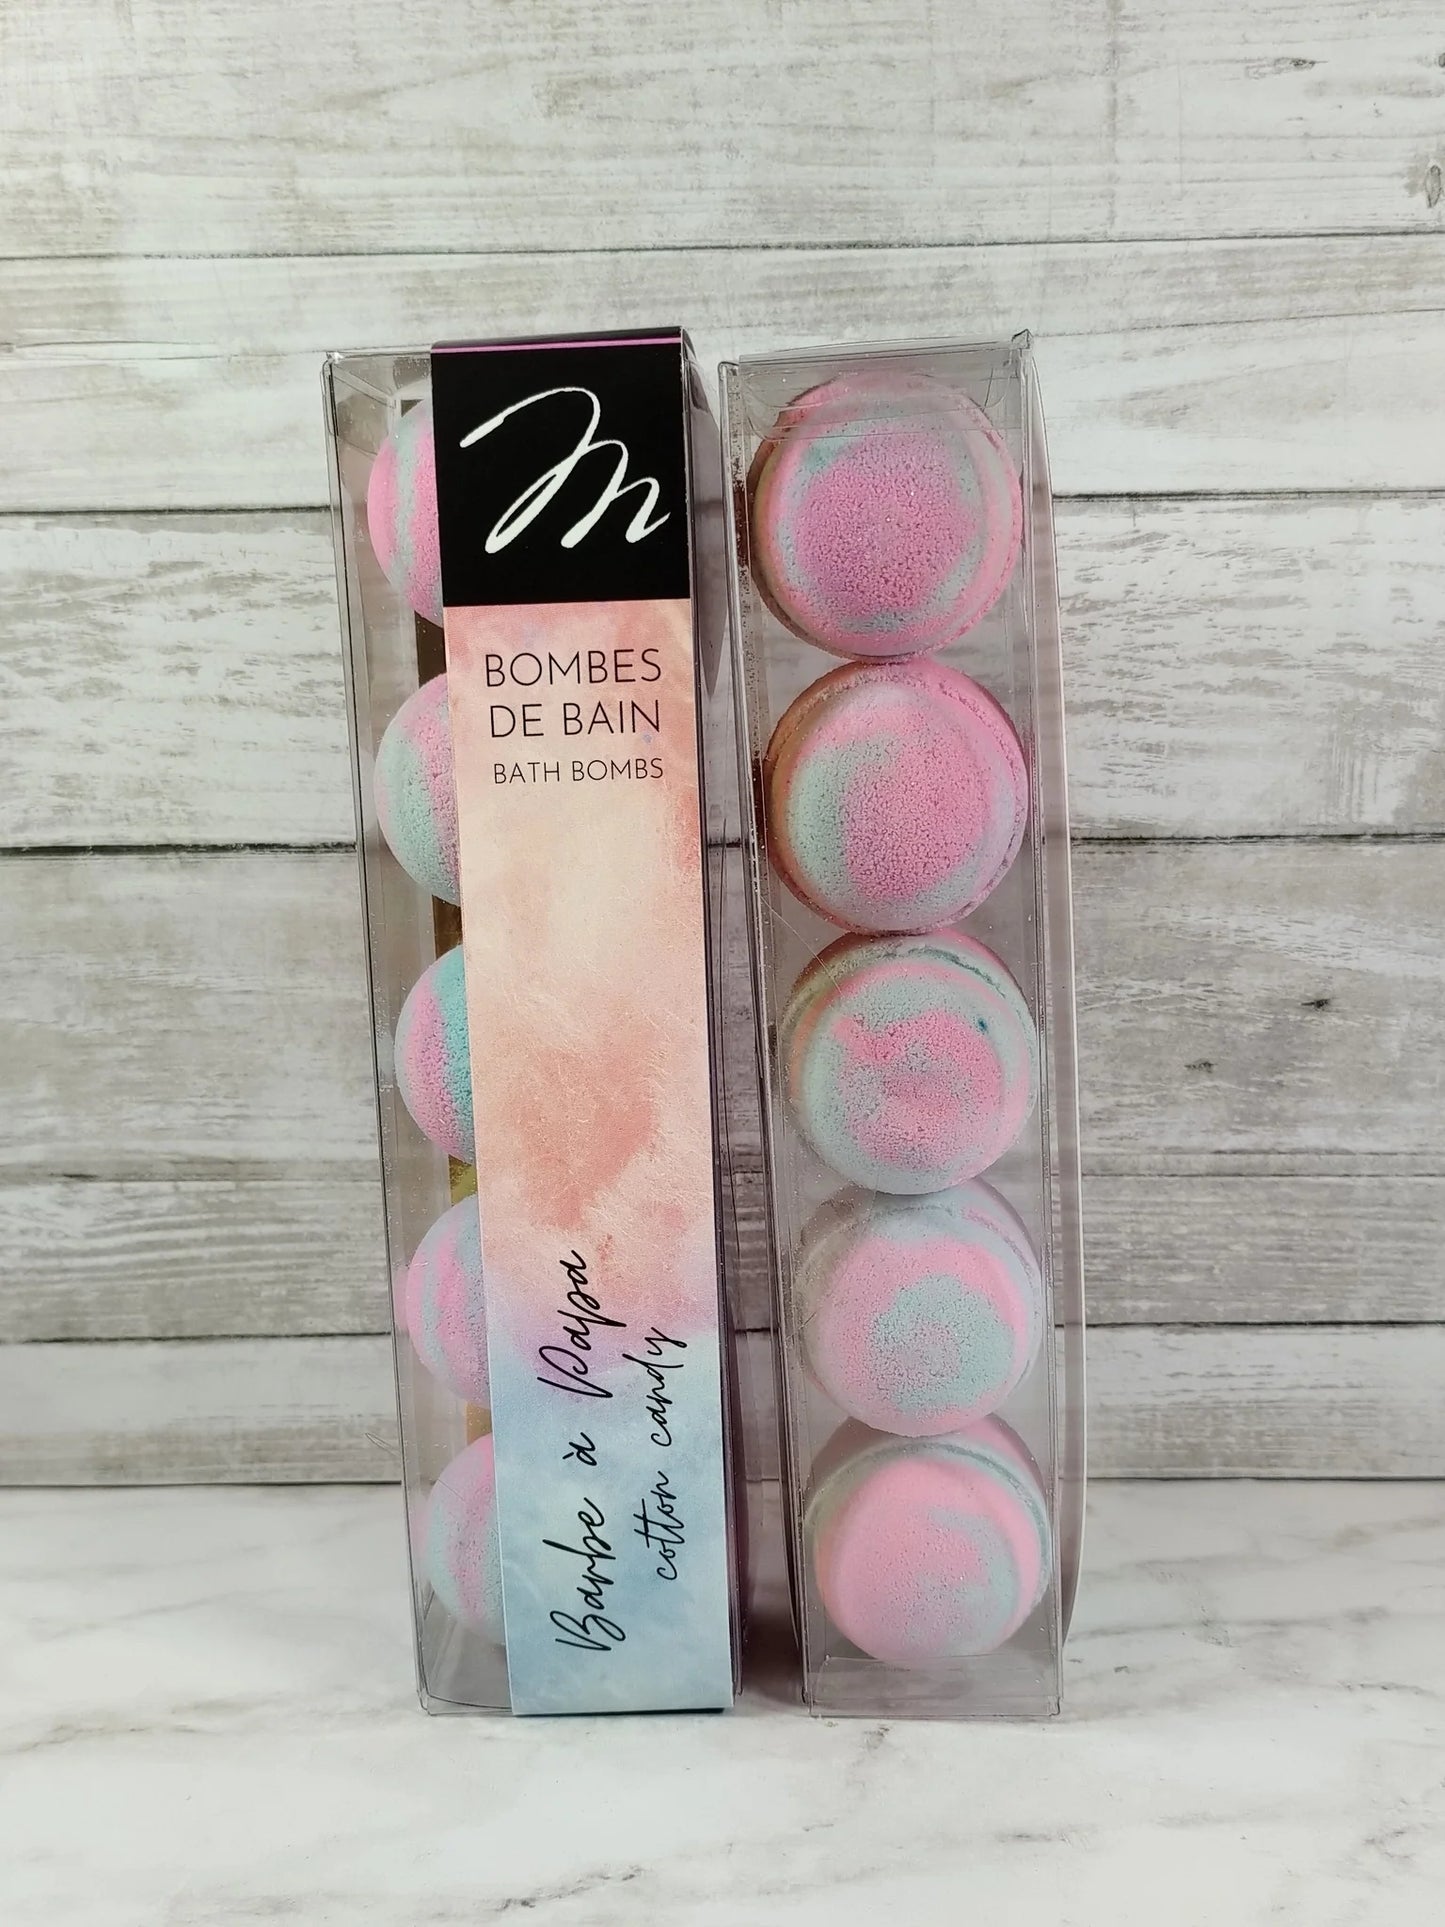 M
BOMBES
DE BAIN
BATH BOMBS
Barbe à Papa
cotton candy